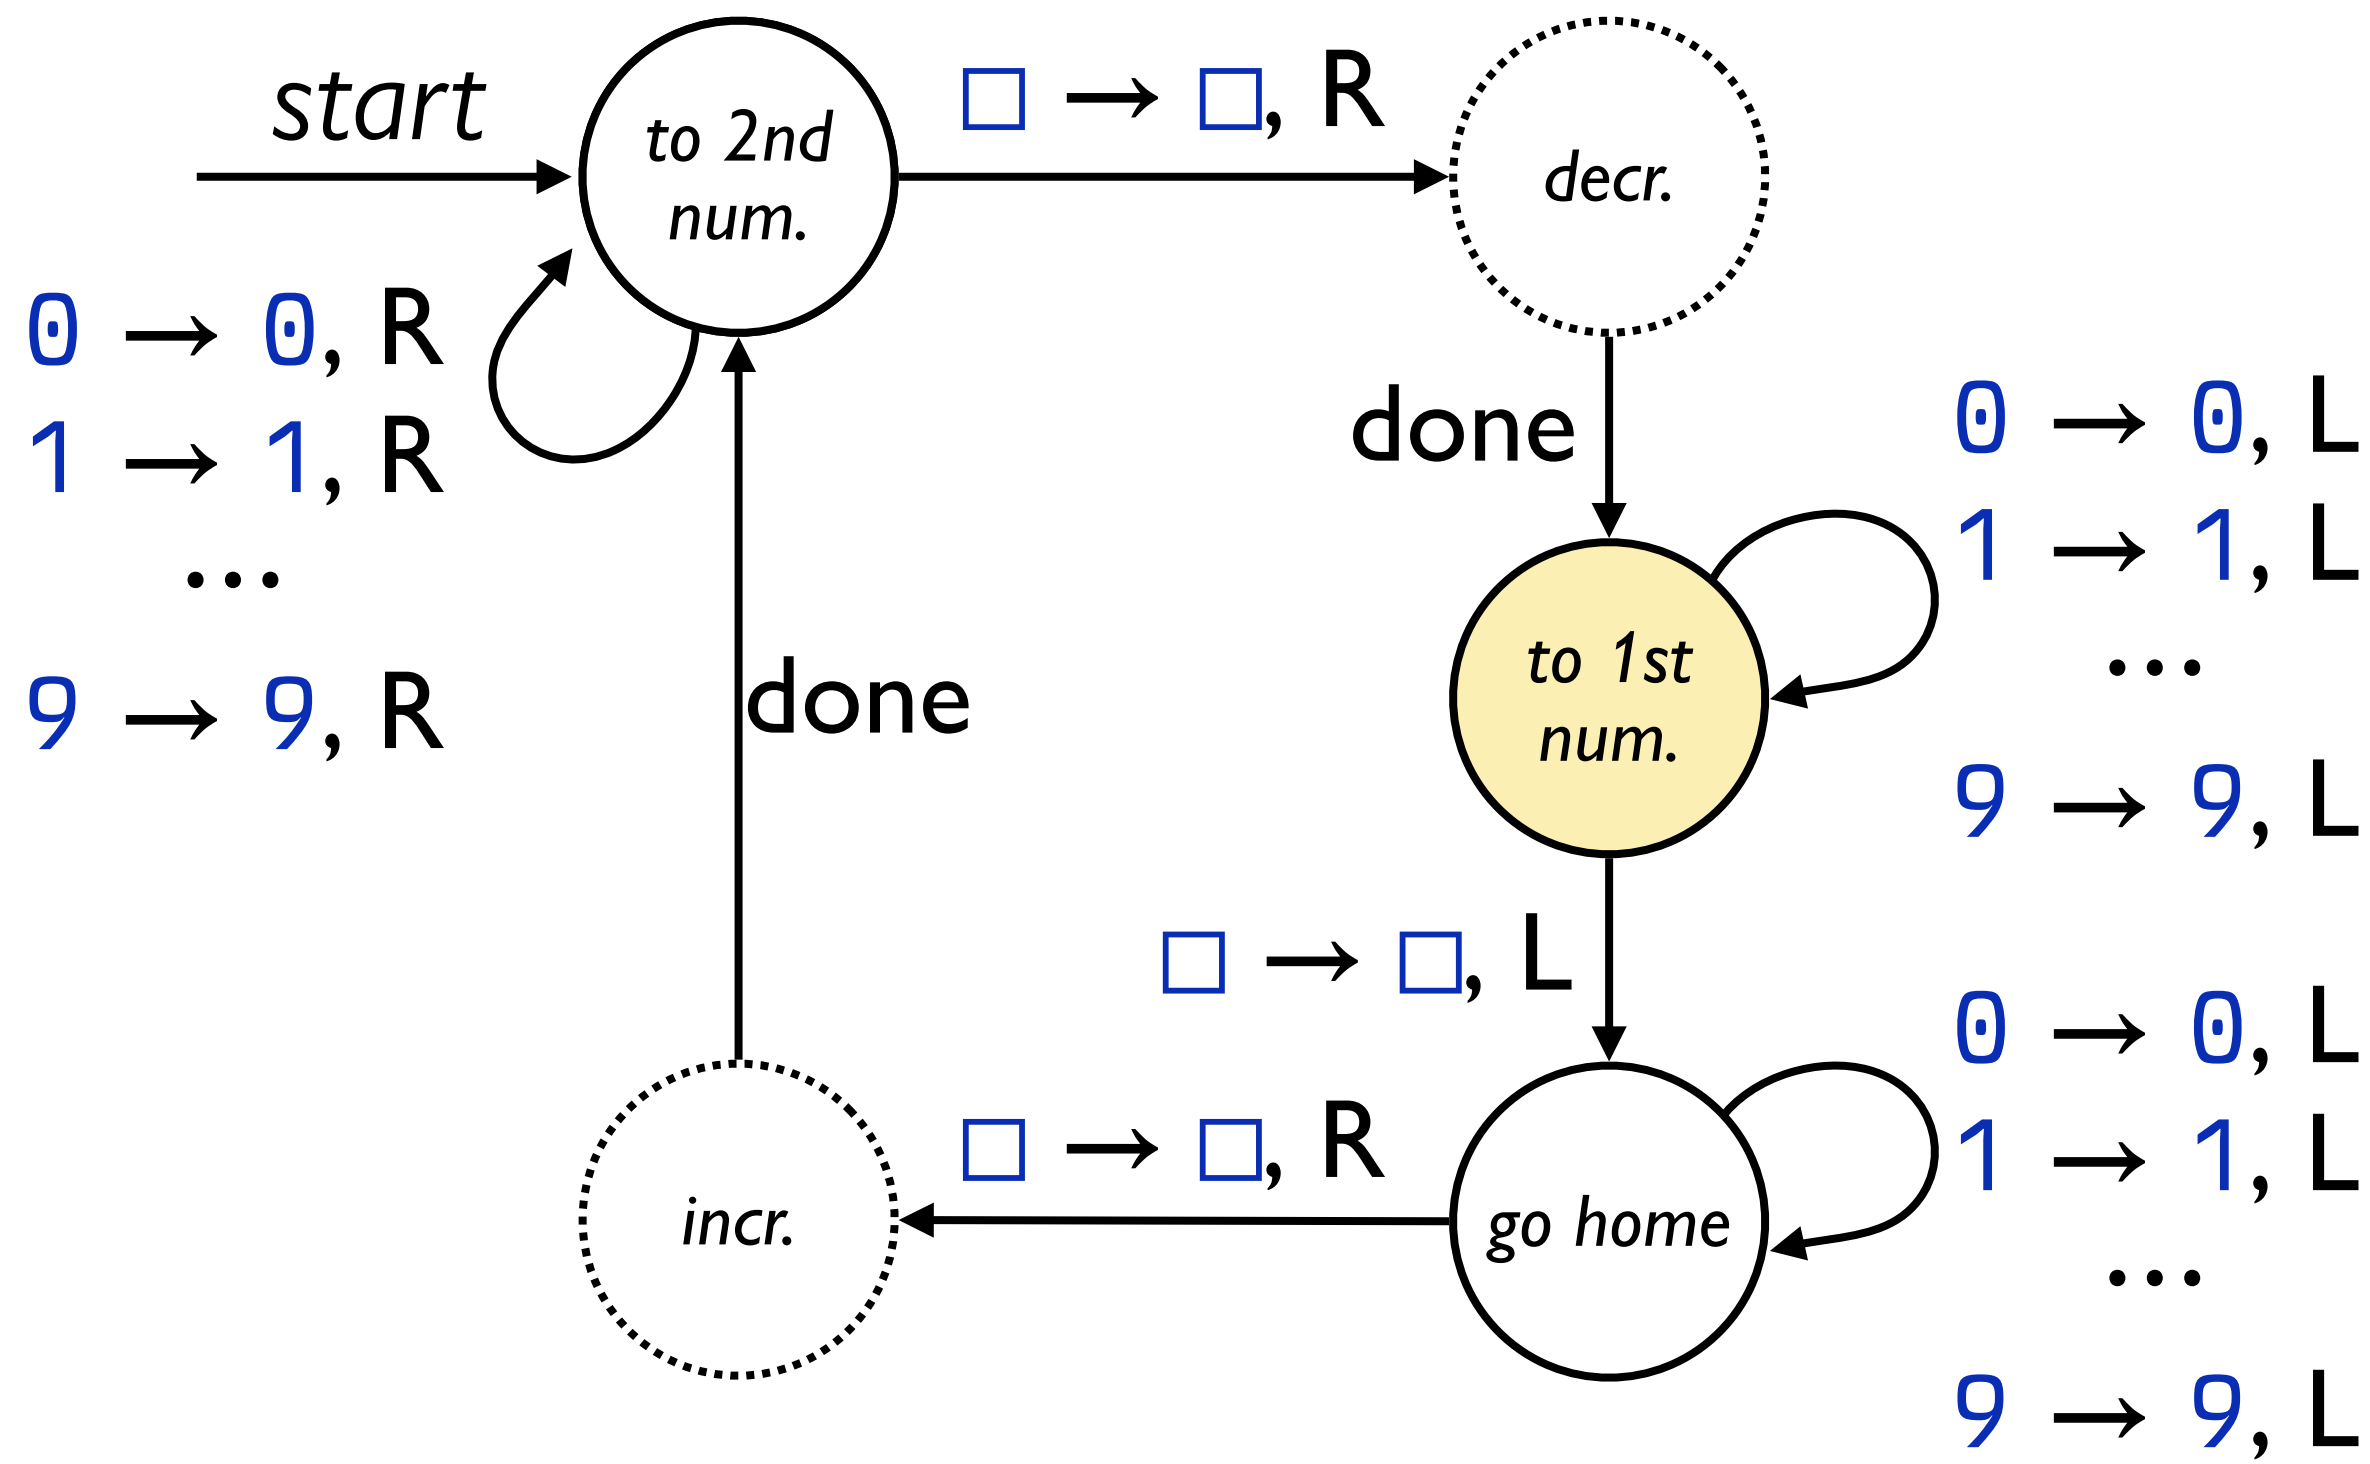 start
to 2nd
num.
□ → □, R
decr.
0 → 0, R
1 → 1, R
...
9 → 9, R
done
0 → 0, L
1 → 1, L
...
9 → 9, L
to 1st
num.
done
□ → □, L
0 → 0, L
1 → 1, L
...
9 → 9, L
go home
□ → □, R
incr.